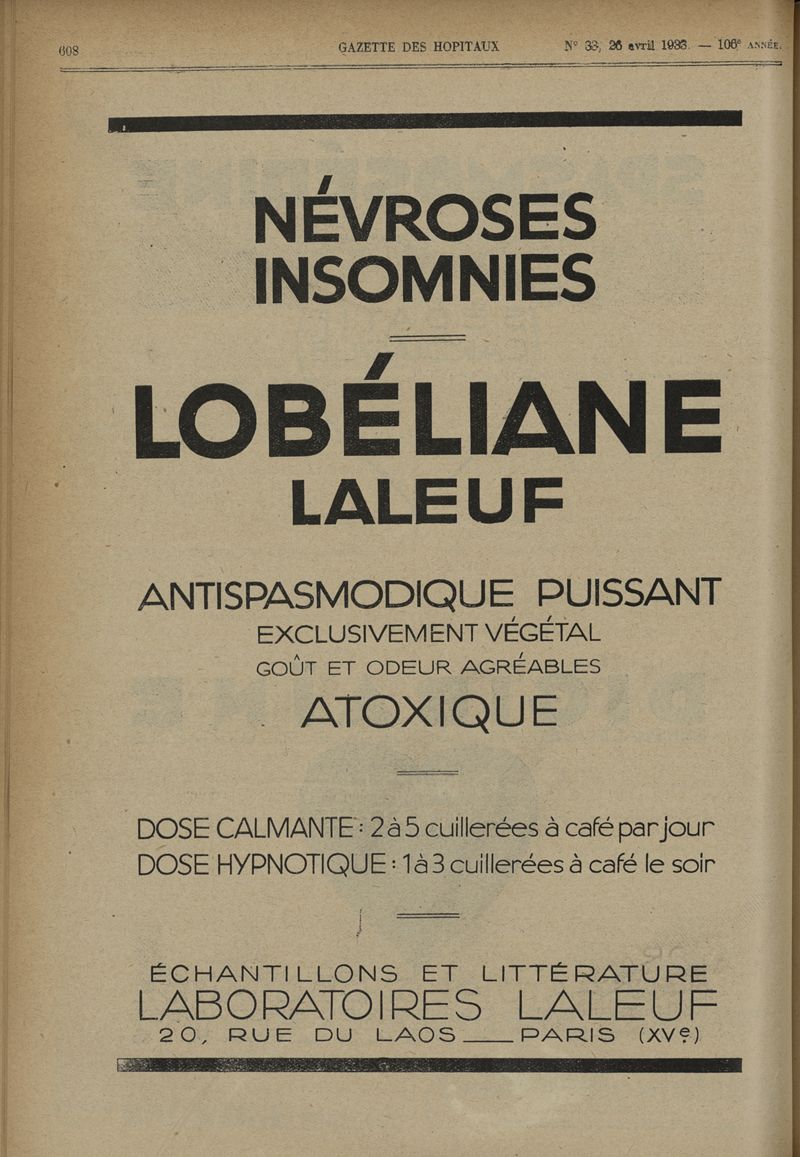 608
GAZETTE DES HOPITAUX
Nº 33, 26 avril 1933. — 106e ANNÉE.
NÉVROSES
INSOMNIES
LOBÉLIANE
LALEUF
ANTISPASMODIQUE PUISSANT
EXCLUSIVEMENT VÉGÉTAL
GOÛT ET ODEUR AGRÉABLES
ATOXIQUE
DOSE CALMANTE : 2 à 5 cuillerées à café par jour
DOSE HYPNOTIQUE : 1 à 3 cuillerées à café le soir
ÉCHANTILLONS ET LITTÉRATURE
LABORATOIRES LALEUF
20, RUE DU LAOS ___ PARIS (XVe)